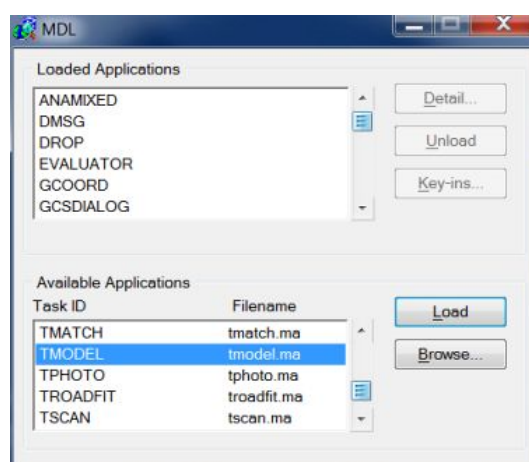 MDL
Loaded Applications
ANAMIXED
DMSG
DROP
EVALUATOR
GCOORD
GCSDIALOG
Detail...
Unload
Key-ins...
Available Applications
Task ID Filename
TMATCH tmatch.ma
TMODEL tmodel.ma
TPHOTO tphoto.ma
TROADFIT troadfit.ma
TSCAN tscan.ma
Load
Browse...